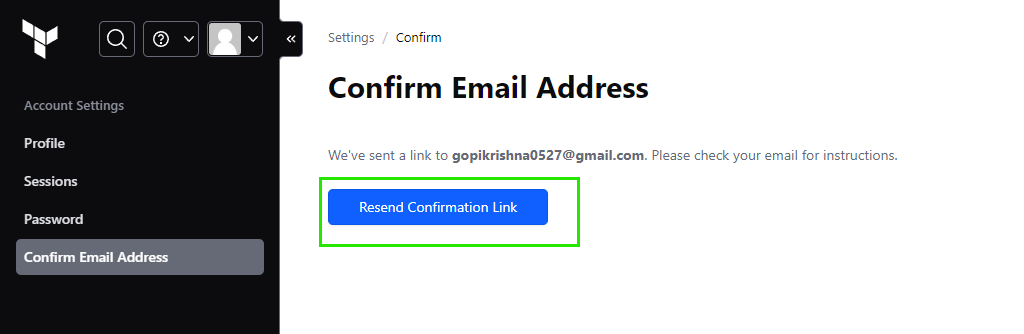 Account Settings
Profile
Sessions
Password
Confirm Email Address
Settings / Confirm
Confirm Email Address
We've sent a link to gopikrishna0527@gmail.com. Please check your email for instructions.
Resend Confirmation Link